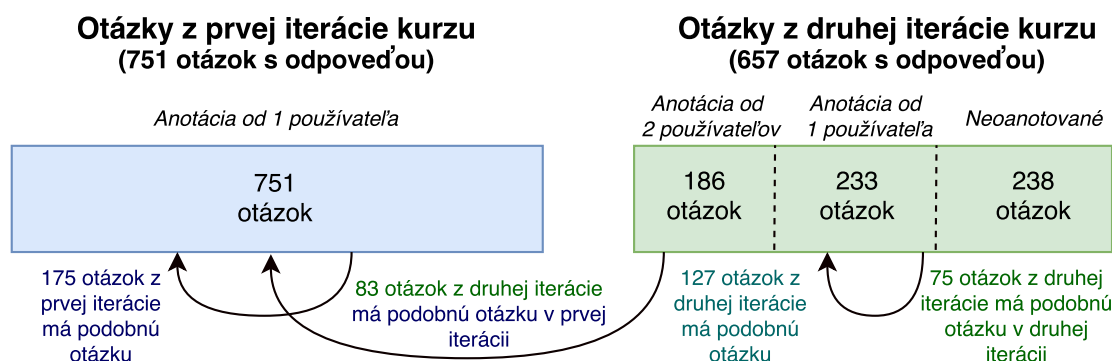 Otázky z prvej iterácie kurzu
(751 otázok s odpoveďou)
Anotácia od 1 používateľa
751
otázok
175 otázok z
prvej iterácie
má podobnú
otázku
83 otázok z druhej iterácie
má podobnú otázku v prvej
iterácii
Otázky z druhej iterácie kurzu
(657 otázok s odpoveďou)
Anotácia od
2 používateľov
Anotácia od
1 používateľa
Neoanotované
186
otázok
233
otázok
238
otázok
127 otázok z
druhej iterácie
má podobnú
otázku
75 otázok z druhej
iterácie má podobnú
otázku v druhej
iterácii